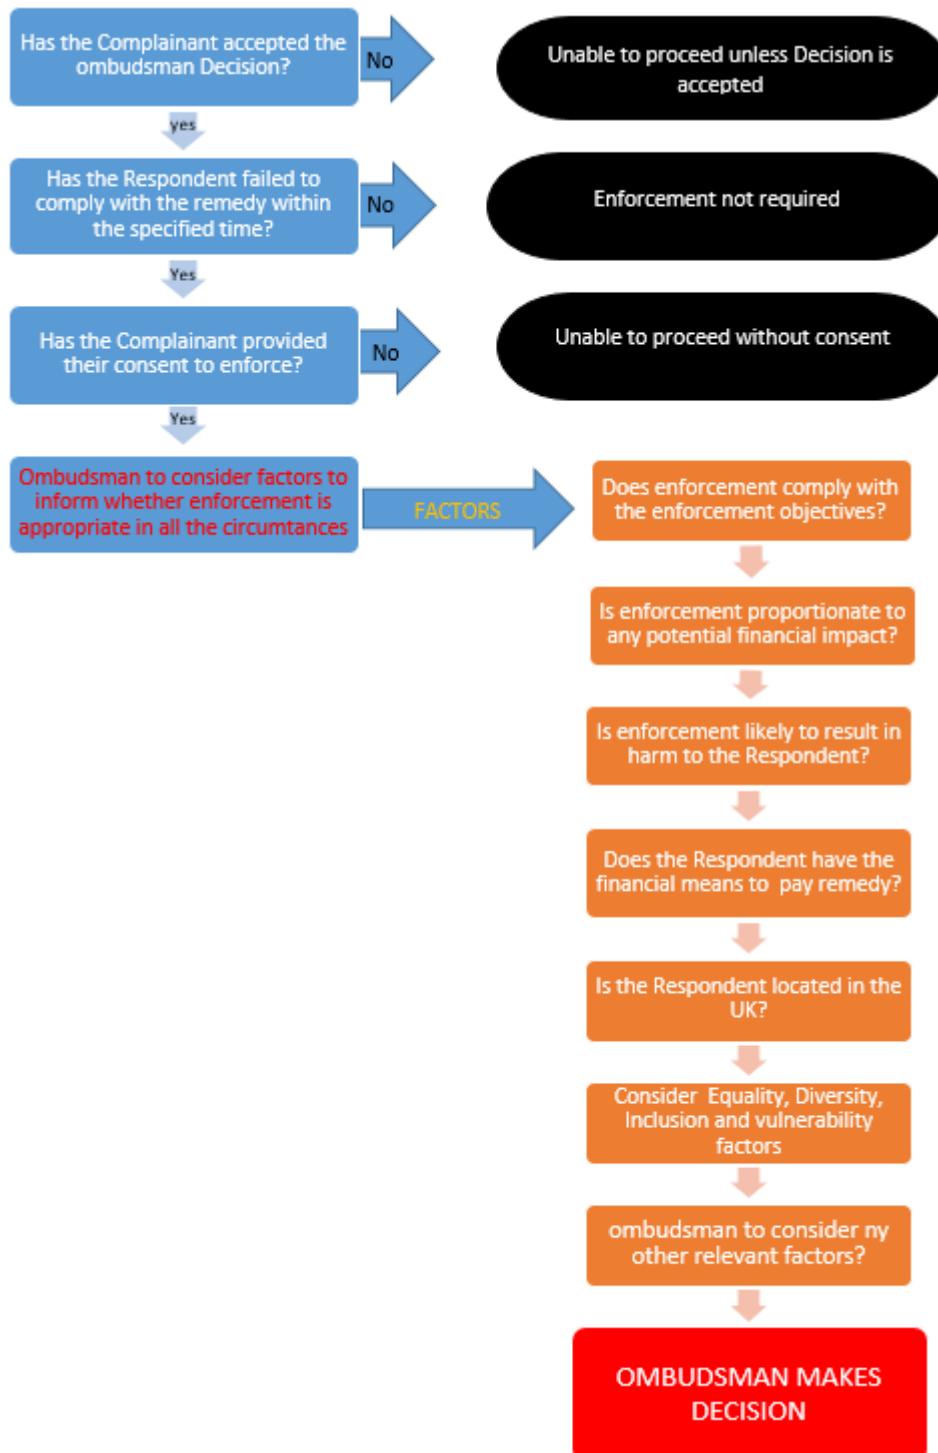 Has the Complainant accepted the
ombudsman Decision?
No
Unable to proceed unless Decision is
accepted
yes
Has the Respondent failed to
comply with the remedy within
the specified time?
No
Enforcement not required
Yes
Has the Complainant provided
their consent to enforce?
No
Unable to proceed without consent
Yes
Ombudsman to consider factors to
inform whether enforcement is
appropriate in all the circumtances
FACTORS
Does enforcement comply with
the enforcement objectives?
Is enforcement proportionate to
any potential financial impact?
Is enforcement likely to result in
harm to the Respondent?
Does the Respondent have the
financial means to pay remedy?
Is the Respondent located in the
UK?
Consider Equality, Diversity,
Inclusion and vulnerability
factors
ombudsman to consider ny
other relevant factors?
OMBUDSMAN MAKES
DECISION